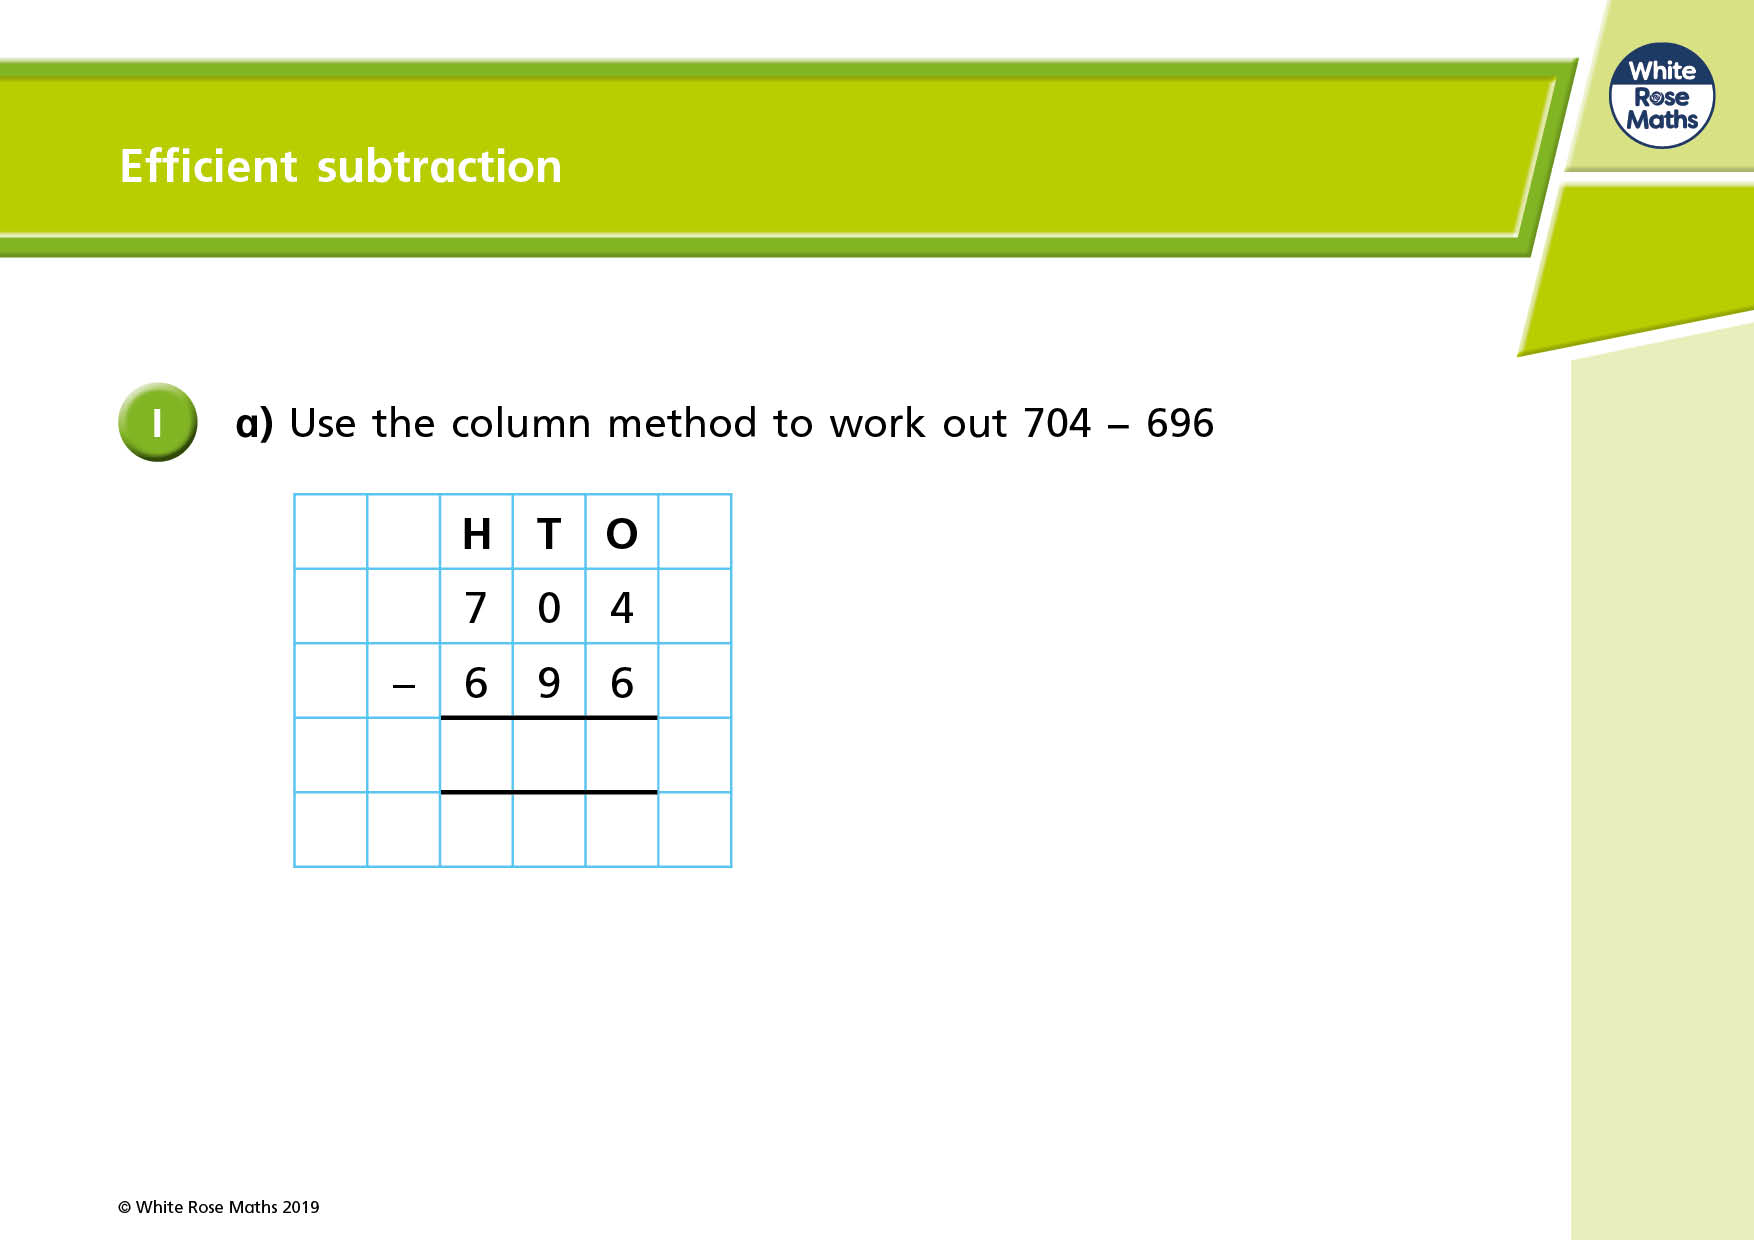 White
Rose
Maths
Efficient subtraction
1 a) Use the column method to work out 704 – 696
H T O
7 0 4
– 6 9 6
© White Rose Maths 2019